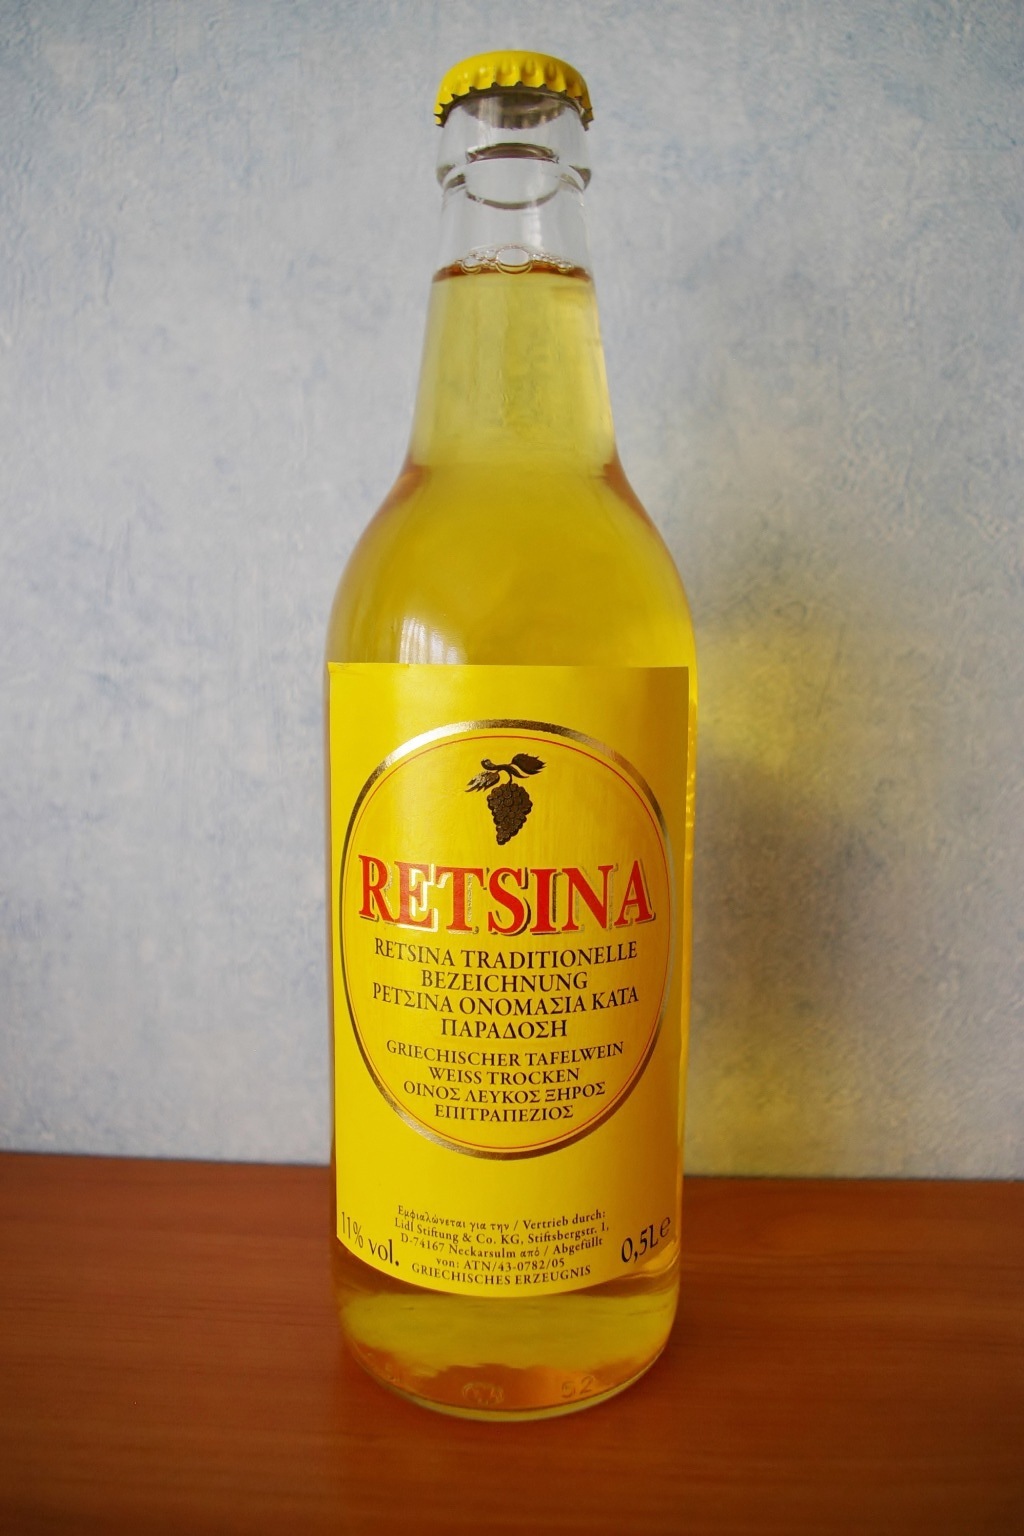 RETSINA
RETSINA TRADITIONELLE
BEZEICHNUNG
ΡΕΤΣΙΝΑ ΟΝΟΜΑΣΙΑ ΚΑΤΑ
ΠΑΡΑΔΟΣΗ
GRIECHISCHER TAFELWEIN
WEISS TROCKEN
ΟΙΝΟΣ ΛΕΥΚΟΣ ΞΗΡΟΣ
ΕΠΙΤΡΑΠΕΖΙΟΣ
11% vol.
Εμφιαλώνεται για την / Vertrieb durch:
Lidl Stiftung & Co. KG, Stiftsbergstr. 1,
D-74167 Neckarsulm από / Abgefüllt
von: ATN/43-0782/05
GRIECHISCHES ERZEUGNIS
0,5L℮
52